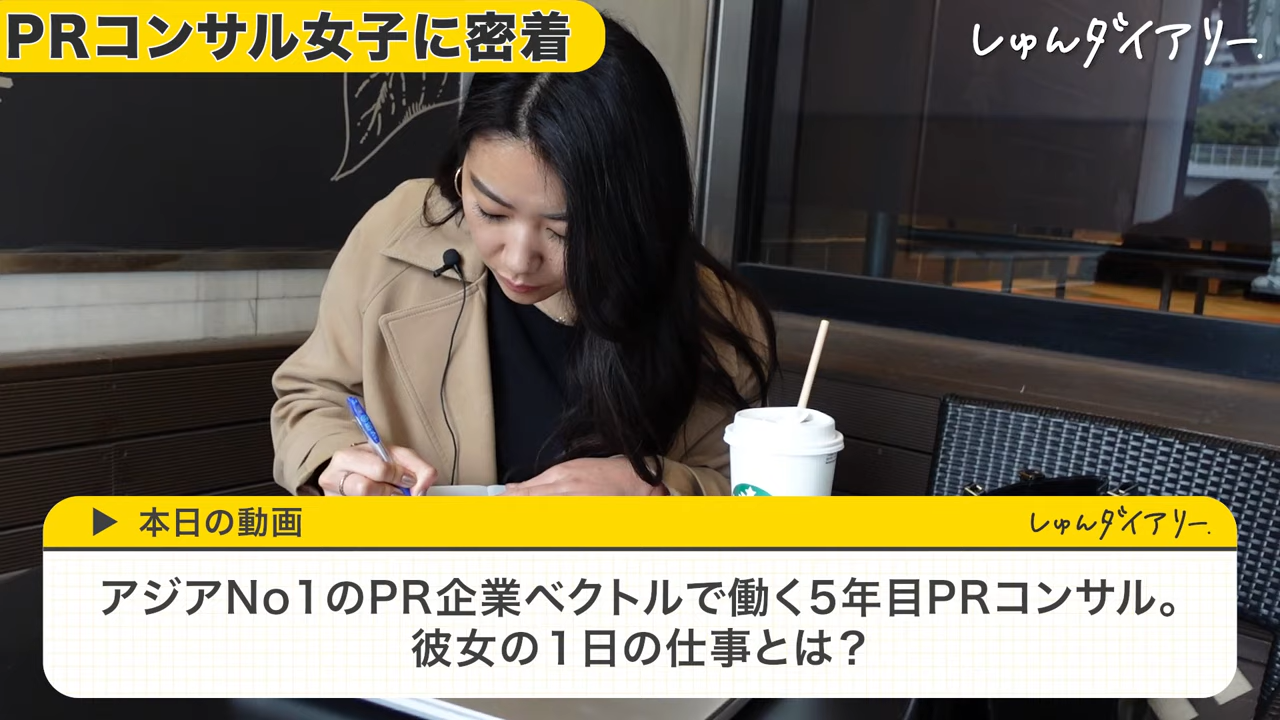 PRコンサル女子に密着
しゅんダイアリー.
本日の動画
しゅんダイアリー.
アジアNo1のPR企業ベクトルで働く5年目PRコンサル。
彼女の1日の仕事とは?